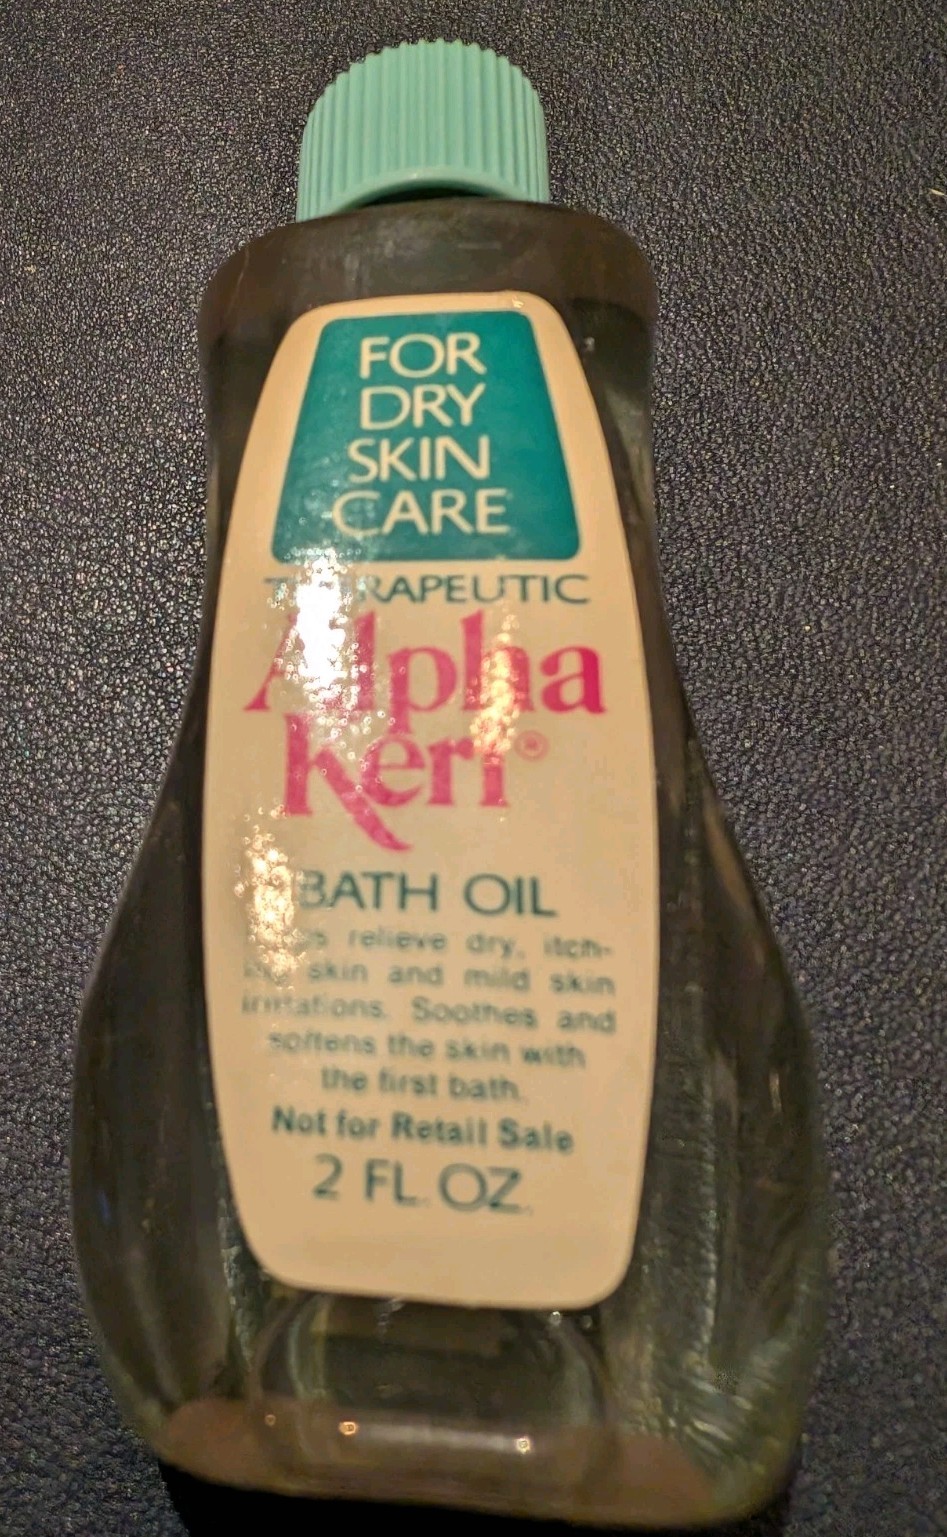 FOR
DRY
SKIN
CARE
THERAPEUTIC
Alpha
Keri®
BATH OIL
relieve dry, itch-
skin and mild skin
irritations. Soothes and
softens the skin with
the first bath.
Not for Retail Sale
2 FL. OZ.